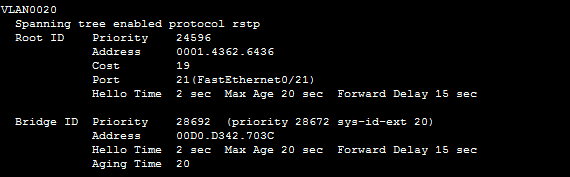 VLAN0020
Spanning tree enabled protocol rstp
Root ID Priority 24596
Address 0001.4362.6436
Cost 19
Port 21(FastEthernet0/21)
Hello Time 2 sec Max Age 20 sec Forward Delay 15 sec
Bridge ID Priority 28692 (priority 28672 sys-id-ext 20)
Address 00D0.D342.703C
Hello Time 2 sec Max Age 20 sec Forward Delay 15 sec
Aging Time 20